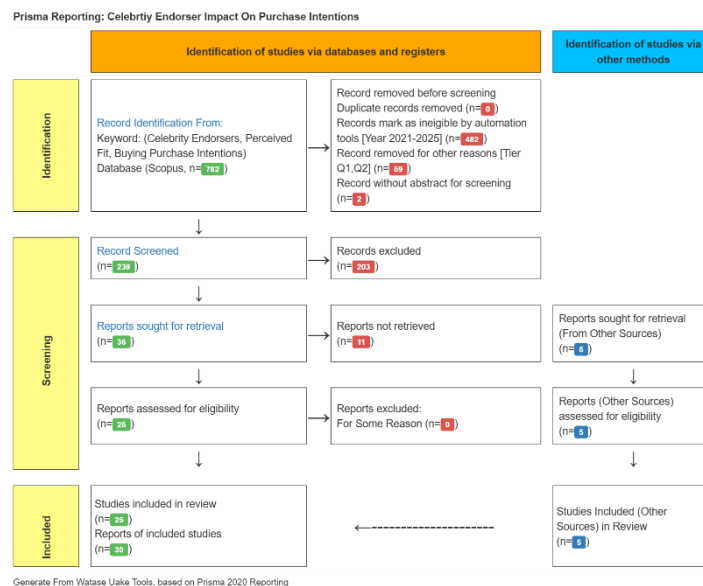 Prisma Reporting: Celebrtiy Endorser Impact On Purchase Intentions
Identification of studies via databases and registers
Identification of studies via
other methods
Identification
Record Identification From:
Keyword: (Celebrity Endorsers, Perceived
Fit, Buying Purchase Intentions)
Database (Scopus, n=782)
Record removed before screening
Duplicate records removed (n=0)
Records mark as ineigible by automation
tools [Year 2021-2025] (n=482)
Record removed for other reasons [Tier
Q1,Q2] (n=59)
Record without abstract for screening
(n=2)
Screening
Record Screened
(n=239)
Records excluded
(n=203)
Reports sought for retrieval
(n=36)
Reports not retrieved
(n=11)
Reports sought for retrieval
(From Other Sources)
(n=5)
Reports assessed for eligibility
(n=25)
Reports excluded:
For Some Reason (n=0)
Reports (Other Sources)
assessed for eligibility
(n=5)
Included
Studies included in review
(n=25)
Reports of included studies
(n=30)
Studies Included (Other
Sources) in Review
(n=5)
Generate From Watase Uake Tools, based on Prisma 2020 Reporting